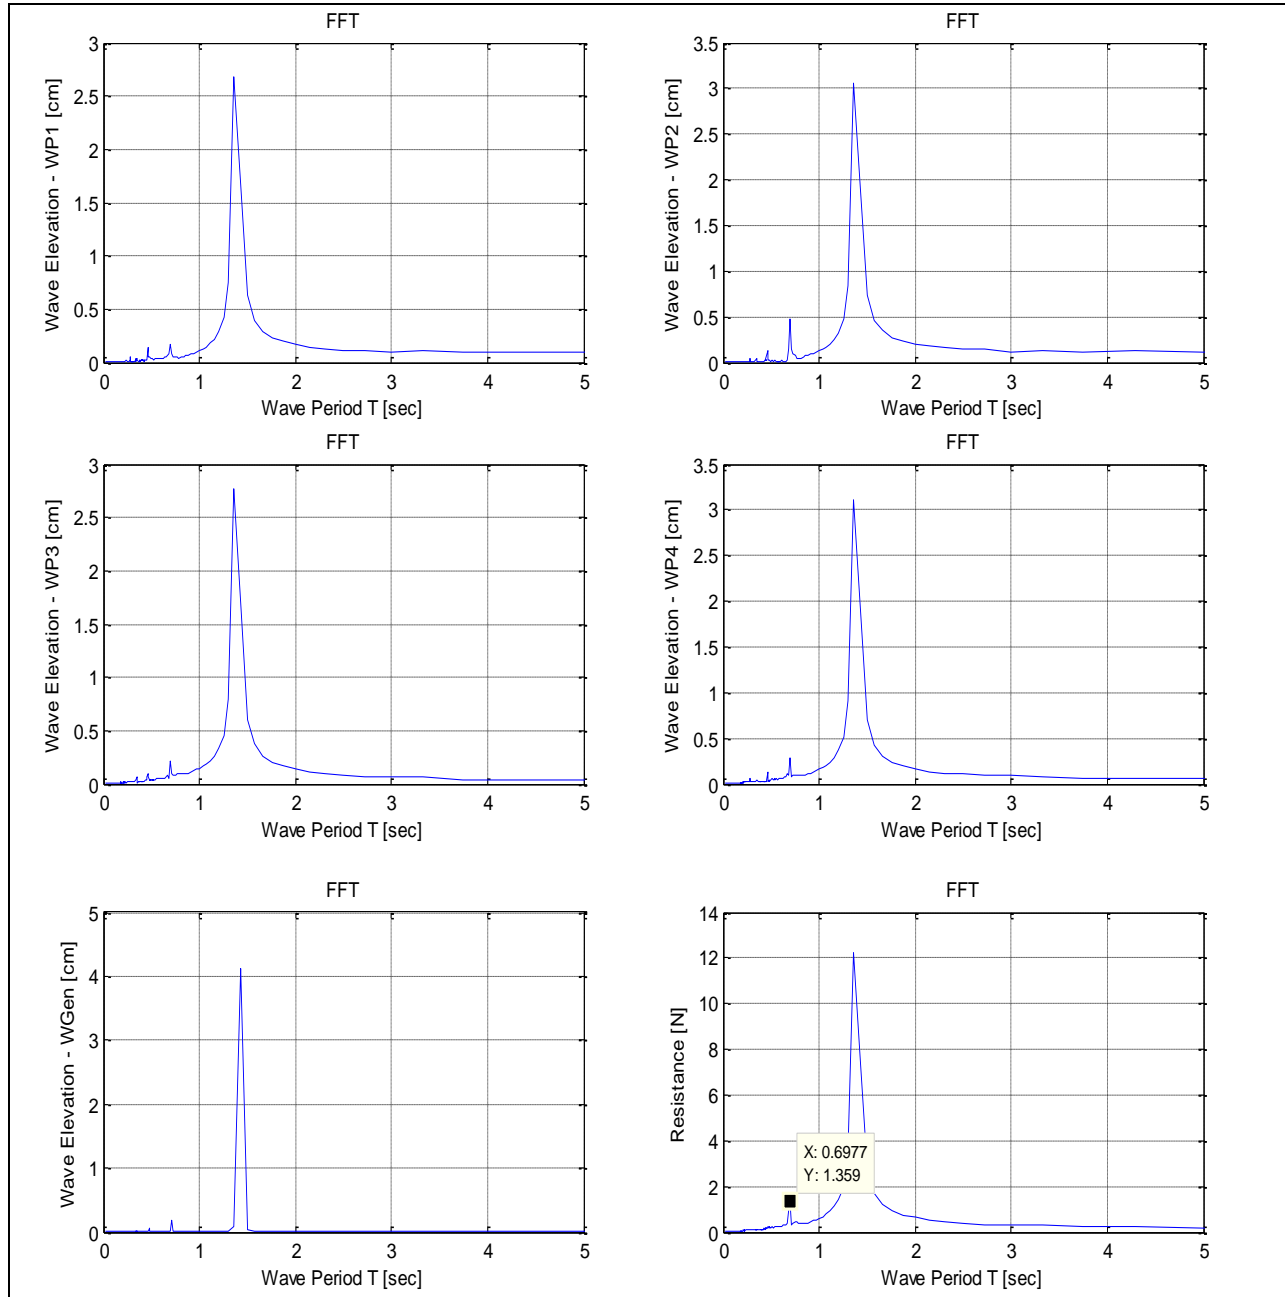 FFT
3
2.5
2
1.5
1
0.5
0
0 1 2 3 4 5
Wave Elevation - WP1 [cm]
Wave Period T [sec]
FFT
3.5
3
2.5
2
1.5
1
0.5
0
0 1 2 3 4 5
Wave Elevation - WP2 [cm]
Wave Period T [sec]
FFT
3
2.5
2
1.5
1
0.5
0
0 1 2 3 4 5
Wave Elevation - WP3 [cm]
Wave Period T [sec]
FFT
3.5
3
2.5
2
1.5
1
0.5
0
0 1 2 3 4 5
Wave Elevation - WP4 [cm]
Wave Period T [sec]
FFT
5
4
3
2
1
0
0 1 2 3 4 5
Wave Elevation - WGen [cm]
Wave Period T [sec]
FFT
14
12
10
8
6
4
2
0
0 1 2 3 4 5
Resistance [N]
X: 0.6977
Y: 1.359
Wave Period T [sec]